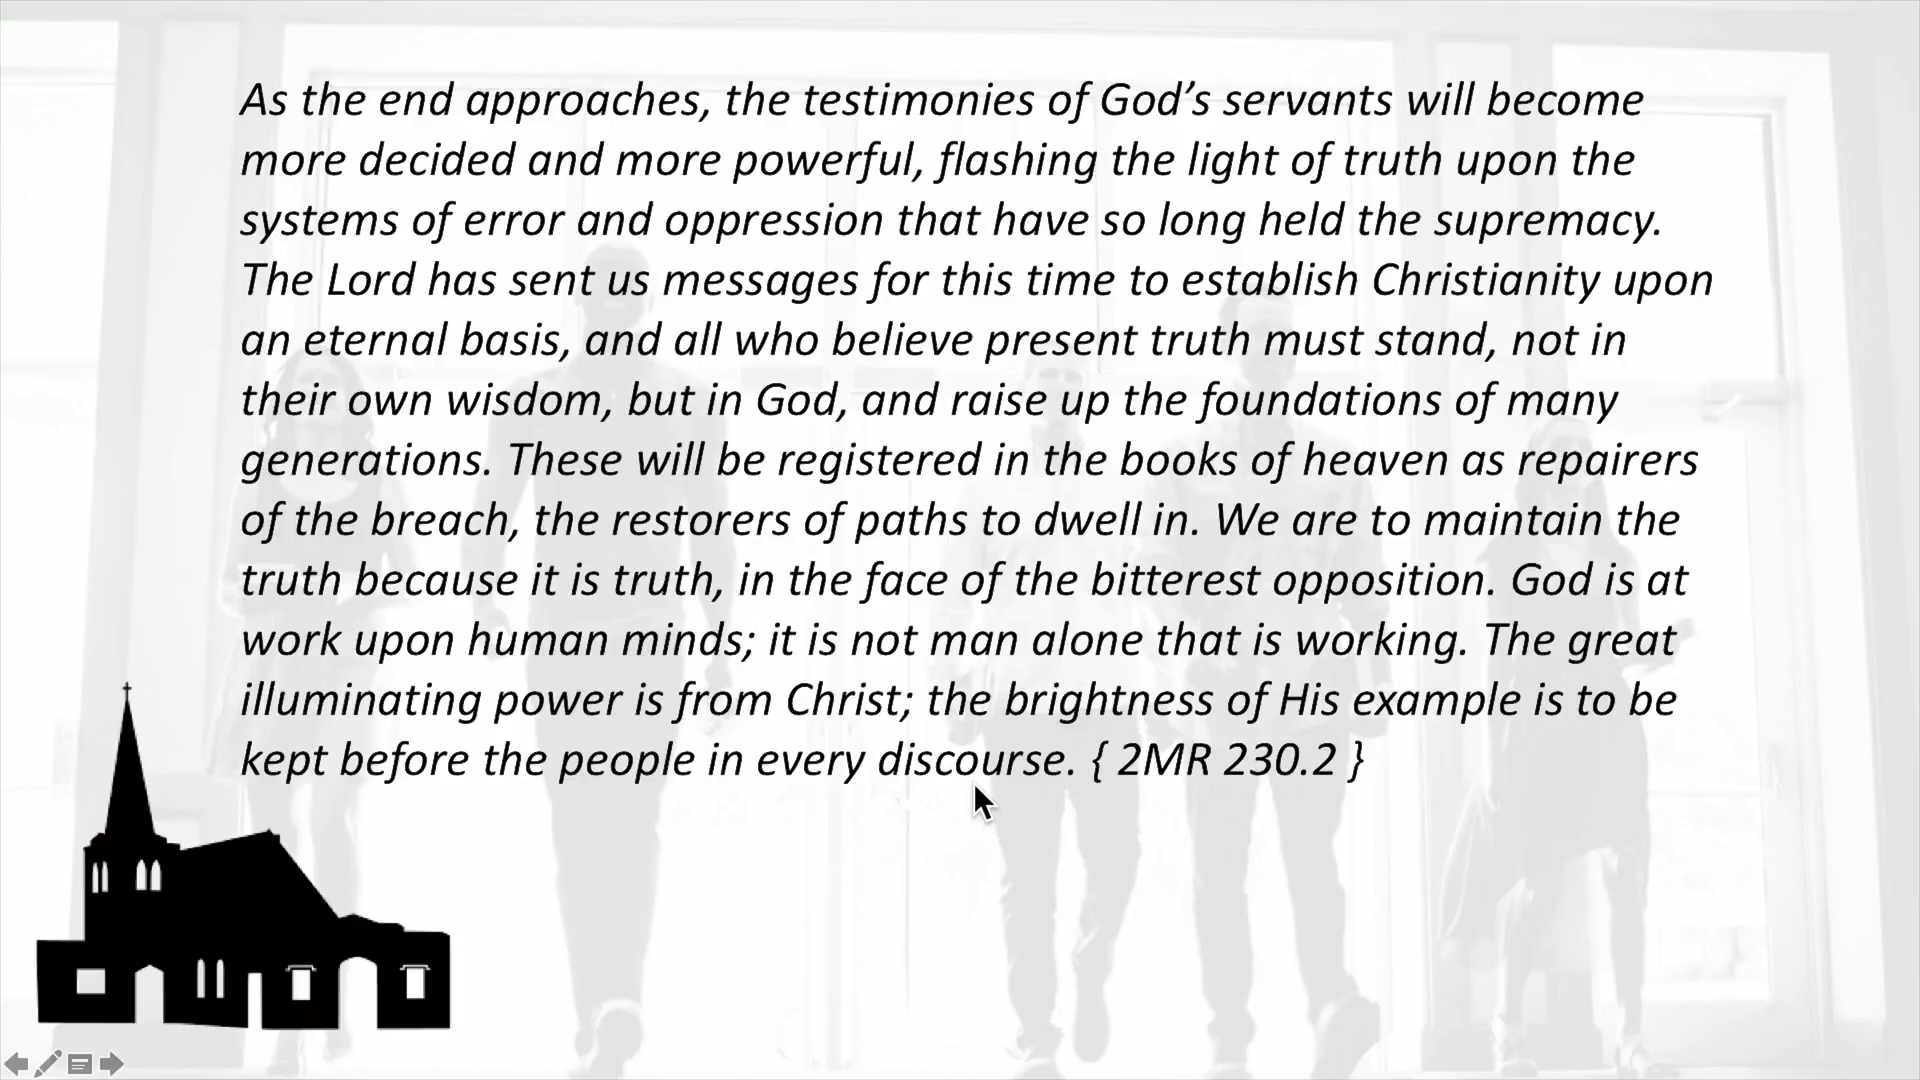 As the end approaches, the testimonies of God’s servants will become
more decided and more powerful, flashing the light of truth upon the
systems of error and oppression that have so long held the supremacy.
The Lord has sent us messages for this time to establish Christianity upon
an eternal basis, and all who believe present truth must stand, not in
their own wisdom, but in God, and raise up the foundations of many
generations. These will be registered in the books of heaven as repairers
of the breach, the restorers of paths to dwell in. We are to maintain the
truth because it is truth, in the face of the bitterest opposition. God is at
work upon human minds; it is not man alone that is working. The great
illuminating power is from Christ; the brightness of His example is to be
kept before the people in every discourse. { 2MR 230.2 }